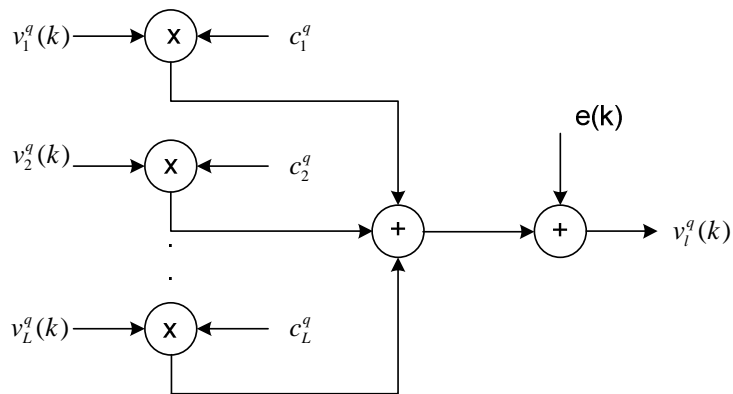 v_1^q(k) x c_1^q
e(k)
v_2^q(k) x c_2^q
+ + v_l^q(k)
.
.
v_L^q(k) x c_L^q